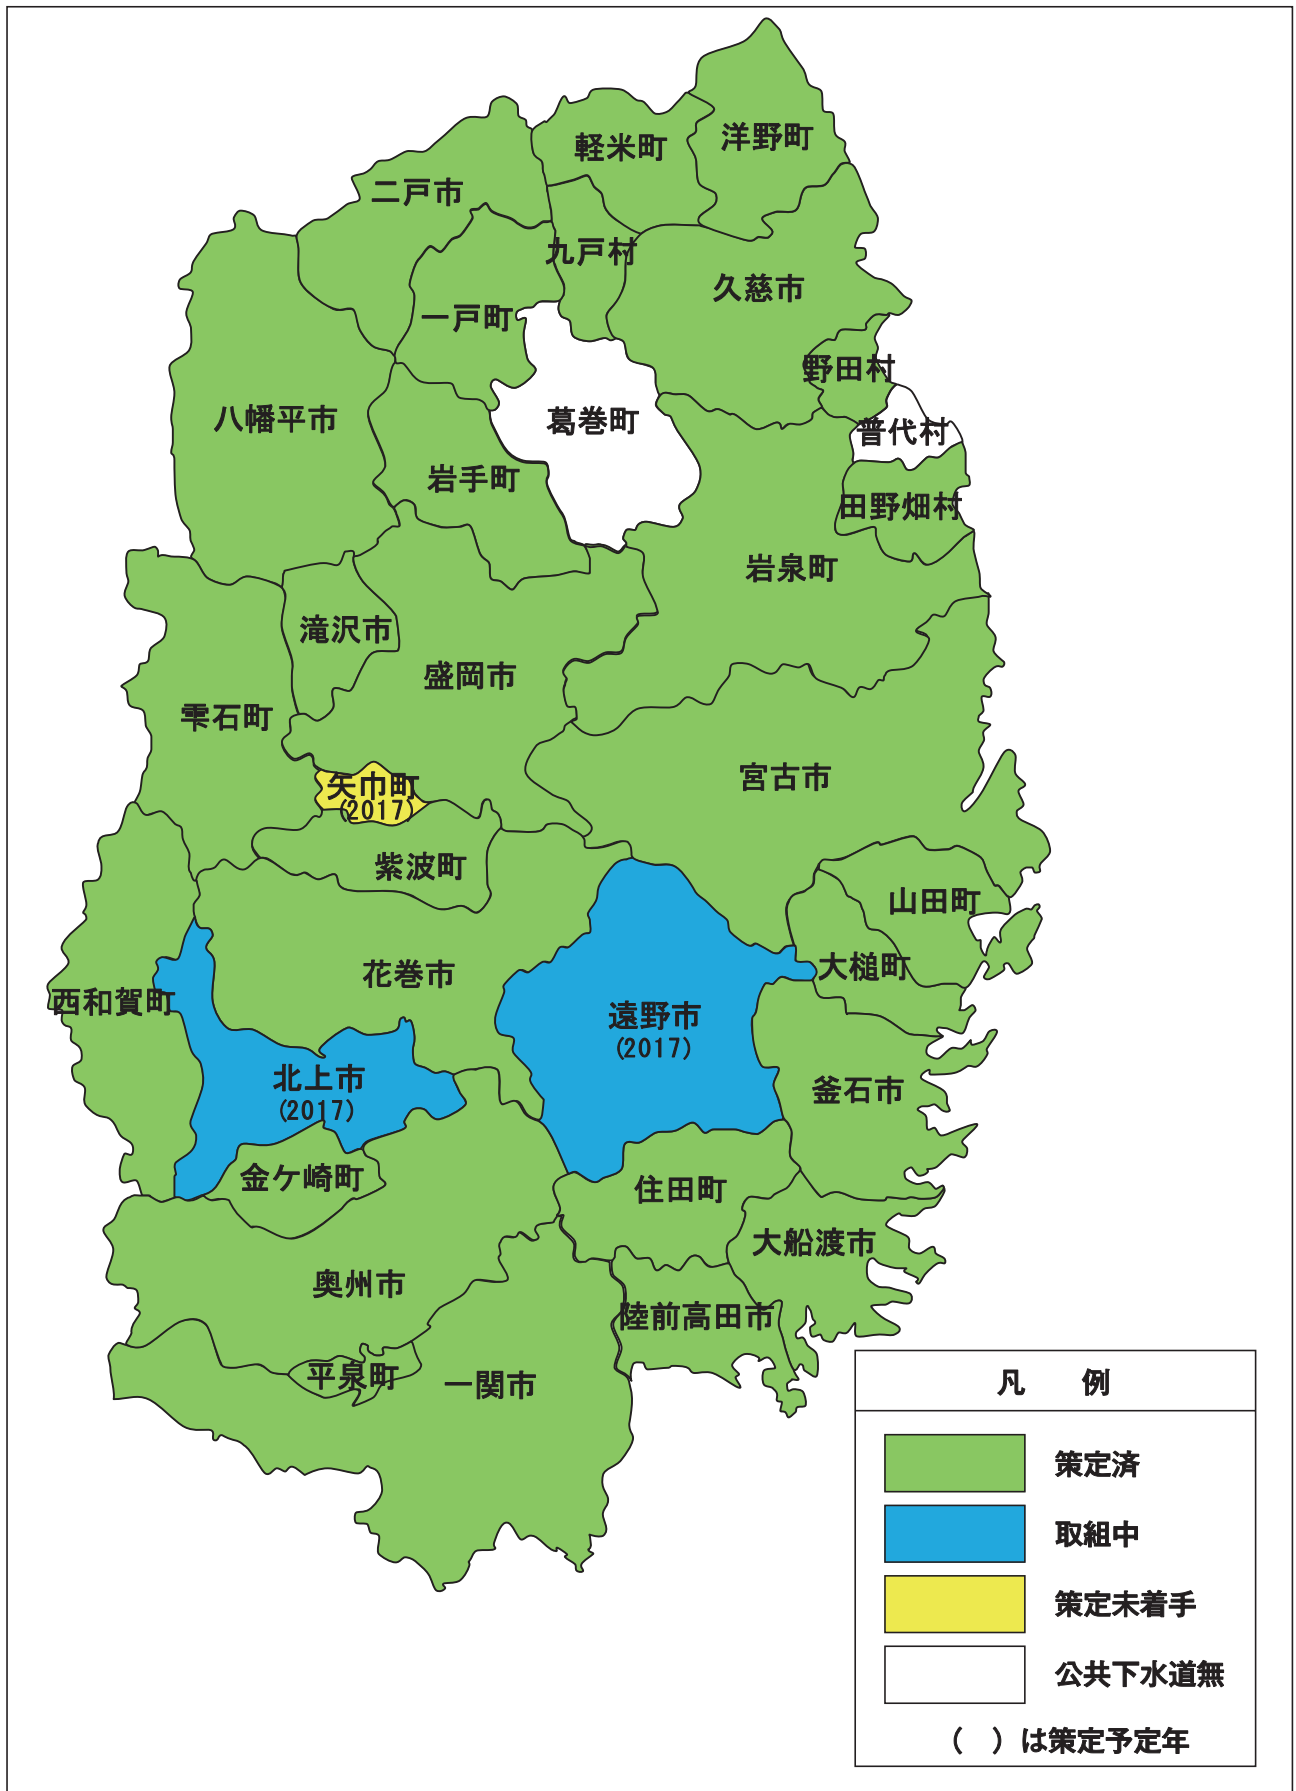 洋野町
軽米町
二戸市
九戸村
久慈市
一戸町
野田村
八幡平市
葛巻町
普代村
岩手町
田野畑村
岩泉町
滝沢市
盛岡市
雫石町
宮古市
矢巾町
(2017)
紫波町
山田町
大槌町
花巻市
西和賀町
遠野市
(2017)
北上市
(2017)
釜石市
金ケ崎町
住田町
大船渡市
奥州市
陸前高田市
平泉町
一関市
凡 例
策定済
取組中
策定未着手
公共下水道無
( )は策定予定年